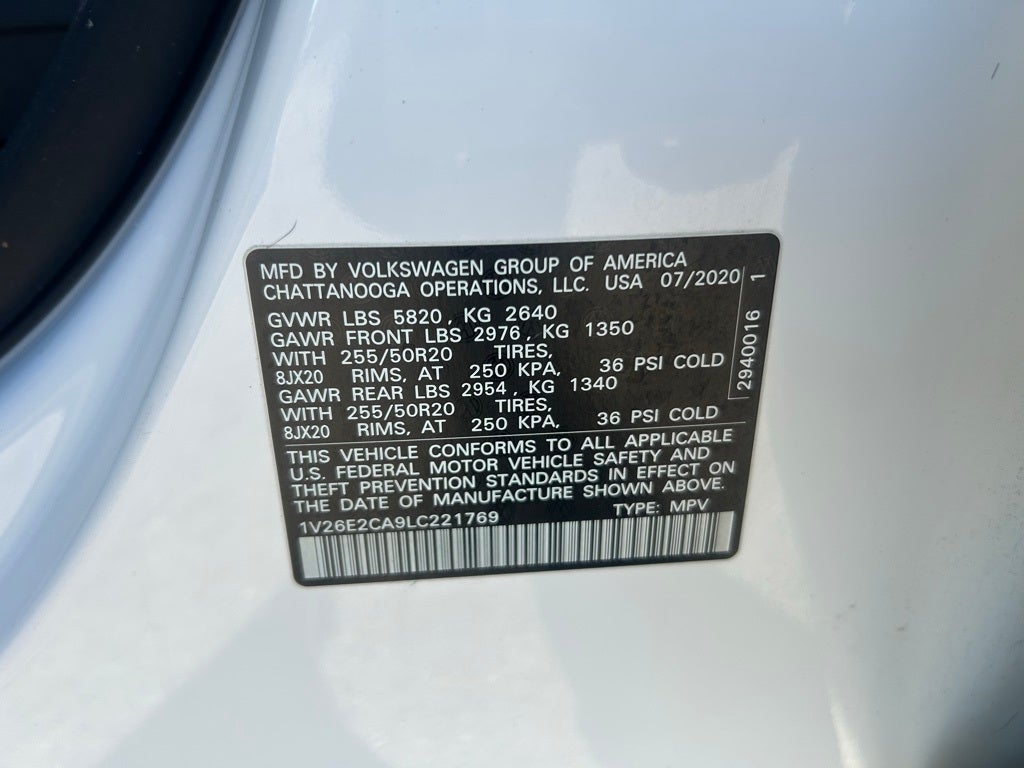 MFD BY VOLKSWAGEN GROUP OF AMERICA
CHATTANOOGA OPERATIONS, LLC. USA 07/2020
GVWR LBS 5820, KG 2640
GAWR FRONT LBS 2976, KG 1350
WITH 255/50R20 TIRES,
8JX20 RIMS, AT 250 KPA, 36 PSI COLD
GAWR REAR LBS 2954, KG 1340
WITH 255/50R20 TIRES,
8JX20 RIMS, AT 250 KPA, 36 PSI COLD
THIS VEHICLE CONFORMS TO ALL APPLICABLE
U.S. FEDERAL MOTOR VEHICLE SAFETY AND
THEFT PREVENTION STANDARDS IN EFFECT ON
THE DATE OF MANUFACTURE SHOWN ABOVE.
1V26E2CA9LC221769 TYPE: MPV
2940016 1